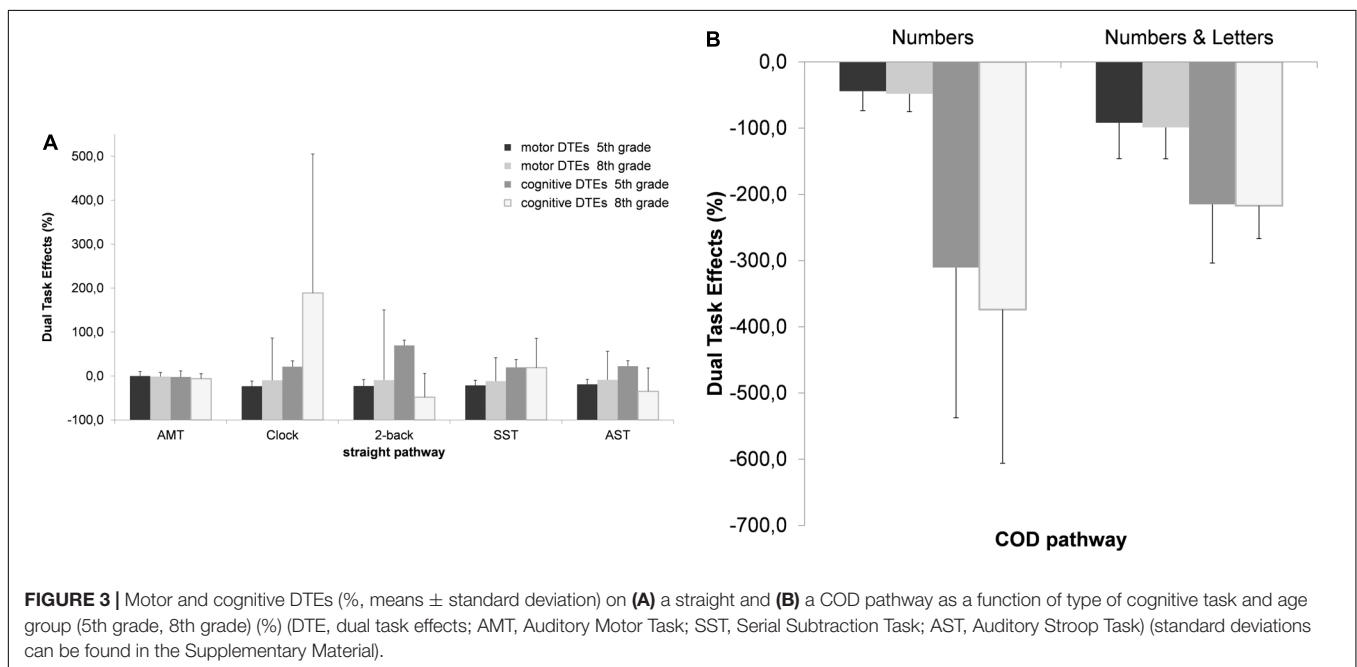 A
Dual Task Effects (%)
500,0
400,0
300,0
200,0
100,0
0,0
-100,0
motor DTEs 5th grade
motor DTEs 8th grade
cognitive DTEs 5th grade
cognitive DTEs 8th grade
AMT Clock 2-back SST AST
straight pathway
B
Numbers Numbers & Letters
Dual Task Effects (%)
0,0
-100,0
-200,0
-300,0
-400,0
-500,0
-600,0
-700,0
COD pathway
FIGURE 3 | Motor and cognitive DTEs (%, means ± standard deviation) on (A) a straight and (B) a COD pathway as a function of type of cognitive task and age
group (5th grade, 8th grade) (%) (DTE, dual task effects; AMT, Auditory Motor Task; SST, Serial Subtraction Task; AST, Auditory Stroop Task) (standard deviations
can be found in the Supplementary Material).